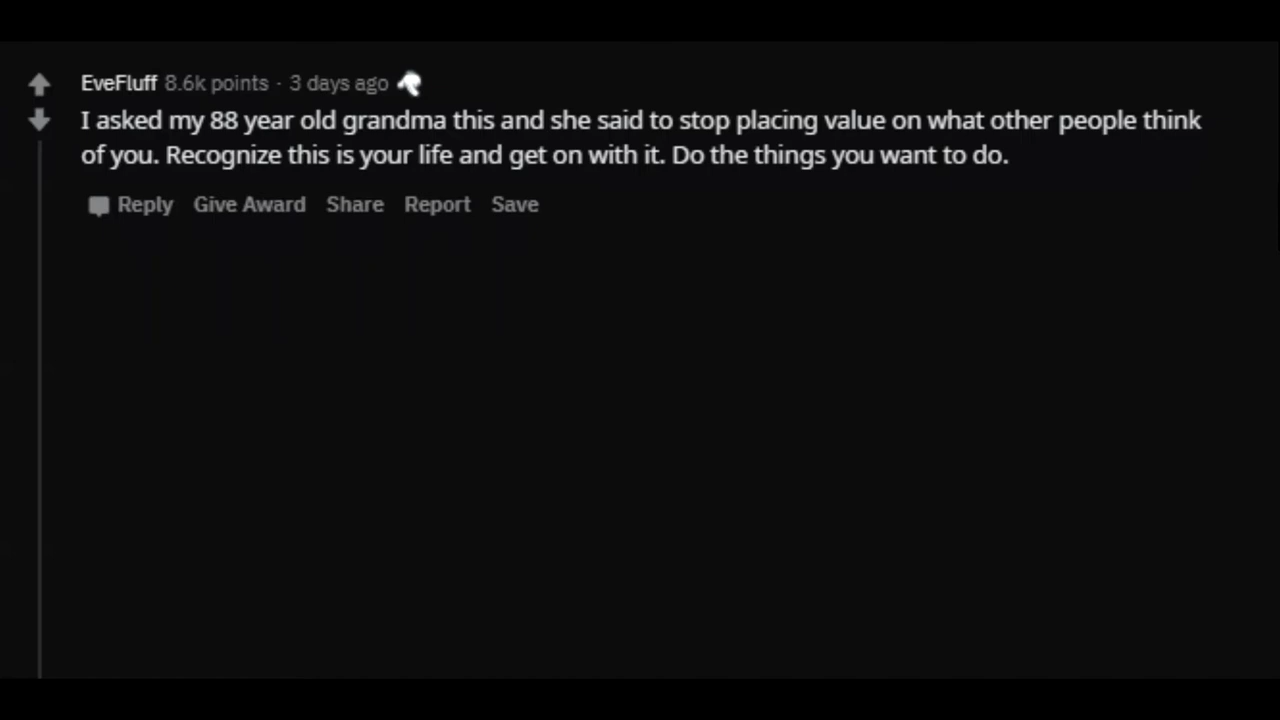 EveFluff 8.6k points · 3 days ago
I asked my 88 year old grandma this and she said to stop placing value on what other people think
of you. Recognize this is your life and get on with it. Do the things you want to do.
Reply Give Award Share Report Save